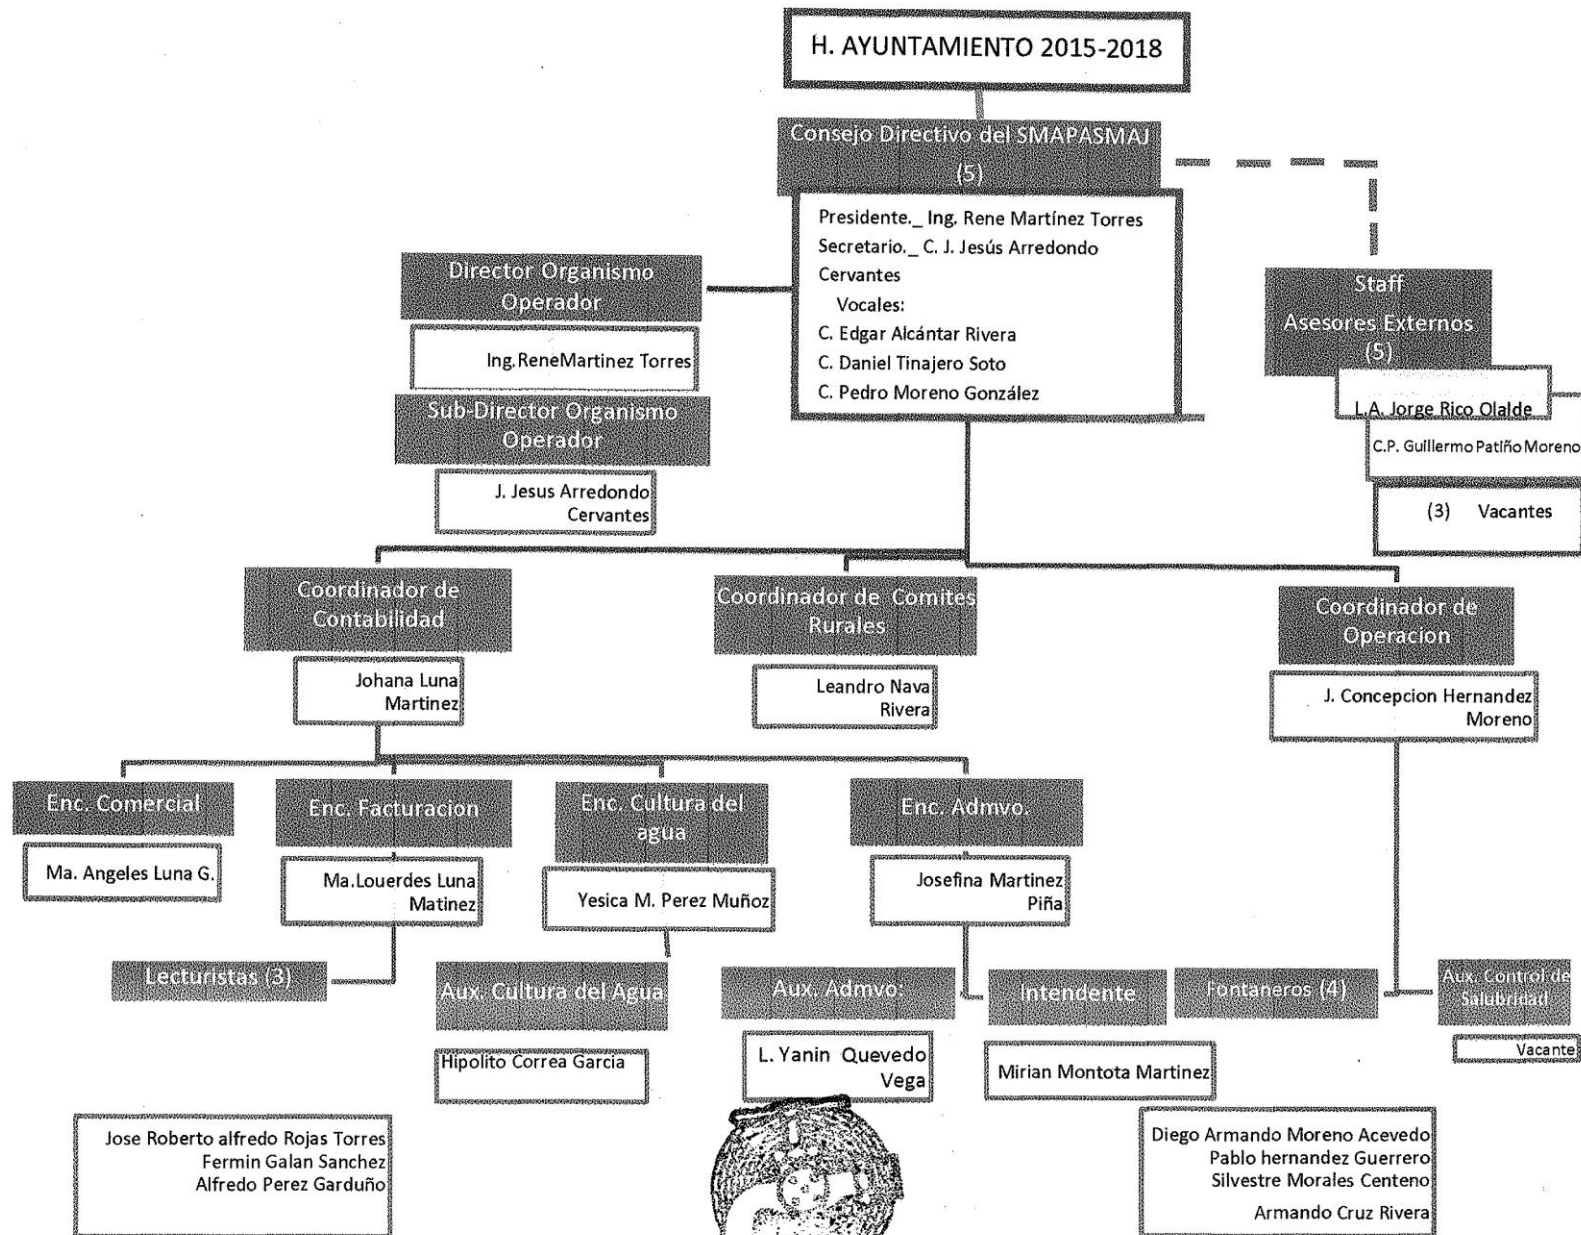 H. AYUNTAMIENTO 2015-2018
Consejo Directivo del SMAPASMAJ
(5)
Presidente._ Ing. Rene Martínez Torres
Secretario._ C. J. Jesús Arredondo
Cervantes
Vocales:
C. Edgar Alcántar Rivera
C. Daniel Tinajero Soto
C. Pedro Moreno González
Director Organismo
Operador
Ing.ReneMartinez Torres
Sub-Director Organismo
Operador
J. Jesus Arredondo
Cervantes
Staff
Asesores Externos
(5)
L.A. Jorge Rico Olalde
C.P. Guillermo Patiño Moreno
(3) Vacantes
Coordinador de
Contabilidad
Johana Luna
Martinez
Coordinador de Comites
Rurales
Leandro Nava
Rivera
Coordinador de
Operacion
J. Concepcion Hernandez
Moreno
Enc. Comercial
Ma. Angeles Luna G.
Enc. Facturacion
Ma.Louerdes Luna
Matinez
Enc. Cultura del
agua
Yesica M. Perez Muñoz
Enc. Admvo.
Josefina Martinez
Piña
Lecturistas (3)
Aux. Cultura del Agua
Hipolito Correa Garcia
Aux. Admvo:
L. Yanin Quevedo
Vega
Intendente
Mirian Montota Martinez
Fontaneros (4)
Aux. Control de
Salubridad
Vacante
Jose Roberto alfredo Rojas Torres
Fermin Galan Sanchez
Alfredo Perez Garduño
Diego Armando Moreno Acevedo
Pablo hernandez Guerrero
Silvestre Morales Centeno
Armando Cruz Rivera